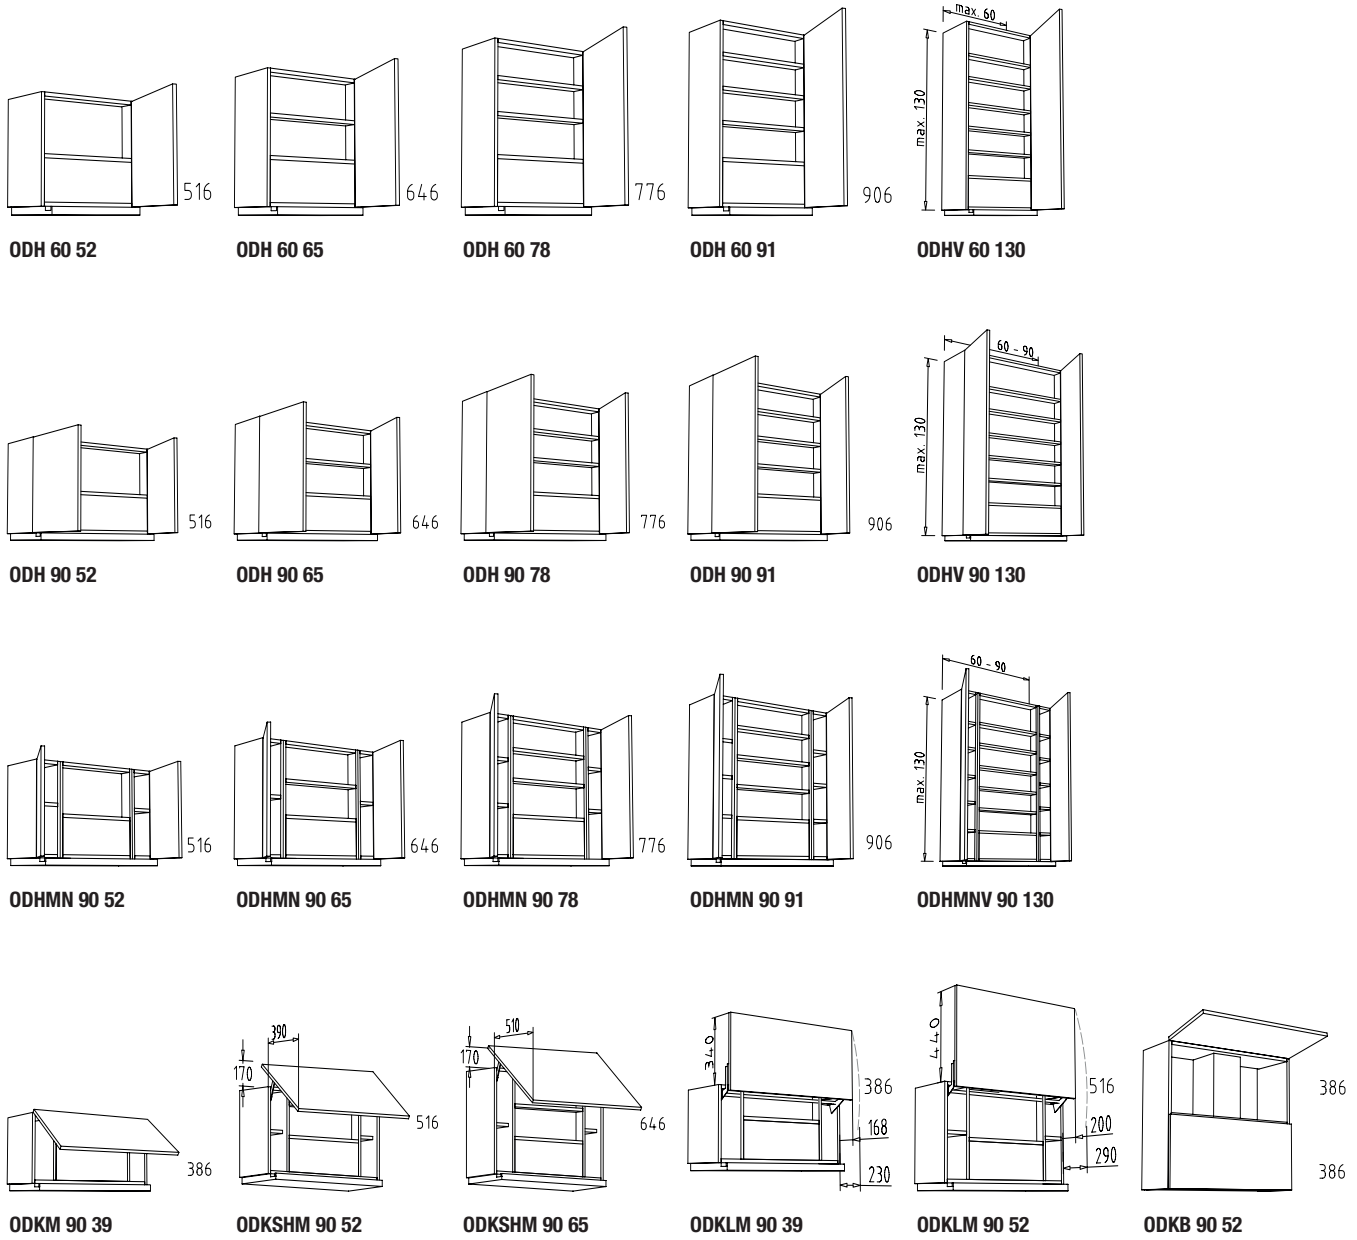 max. 60
max. 130
516
646
776
906
ODH 60 52
ODH 60 65
ODH 60 78
ODH 60 91
ODHV 60 130
60 - 90
max. 130
516
646
776
906
ODH 90 52
ODH 90 65
ODH 90 78
ODH 90 91
ODHV 90 130
60 - 90
max. 130
516
646
776
906
ODHMN 90 52
ODHMN 90 65
ODHMN 90 78
ODHMN 90 91
ODHMNV 90 130
386
390
170
516
510
170
646
340
386
168
230
440
516
200
290
386
386
ODKM 90 39
ODKSHM 90 52
ODKSHM 90 65
ODKLM 90 39
ODKLM 90 52
ODKB 90 52